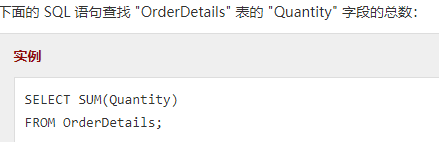 下面的 SQL 语句查找 "OrderDetails" 表的 "Quantity" 字段的总数：
实例
SELECT SUM(Quantity)
FROM OrderDetails;